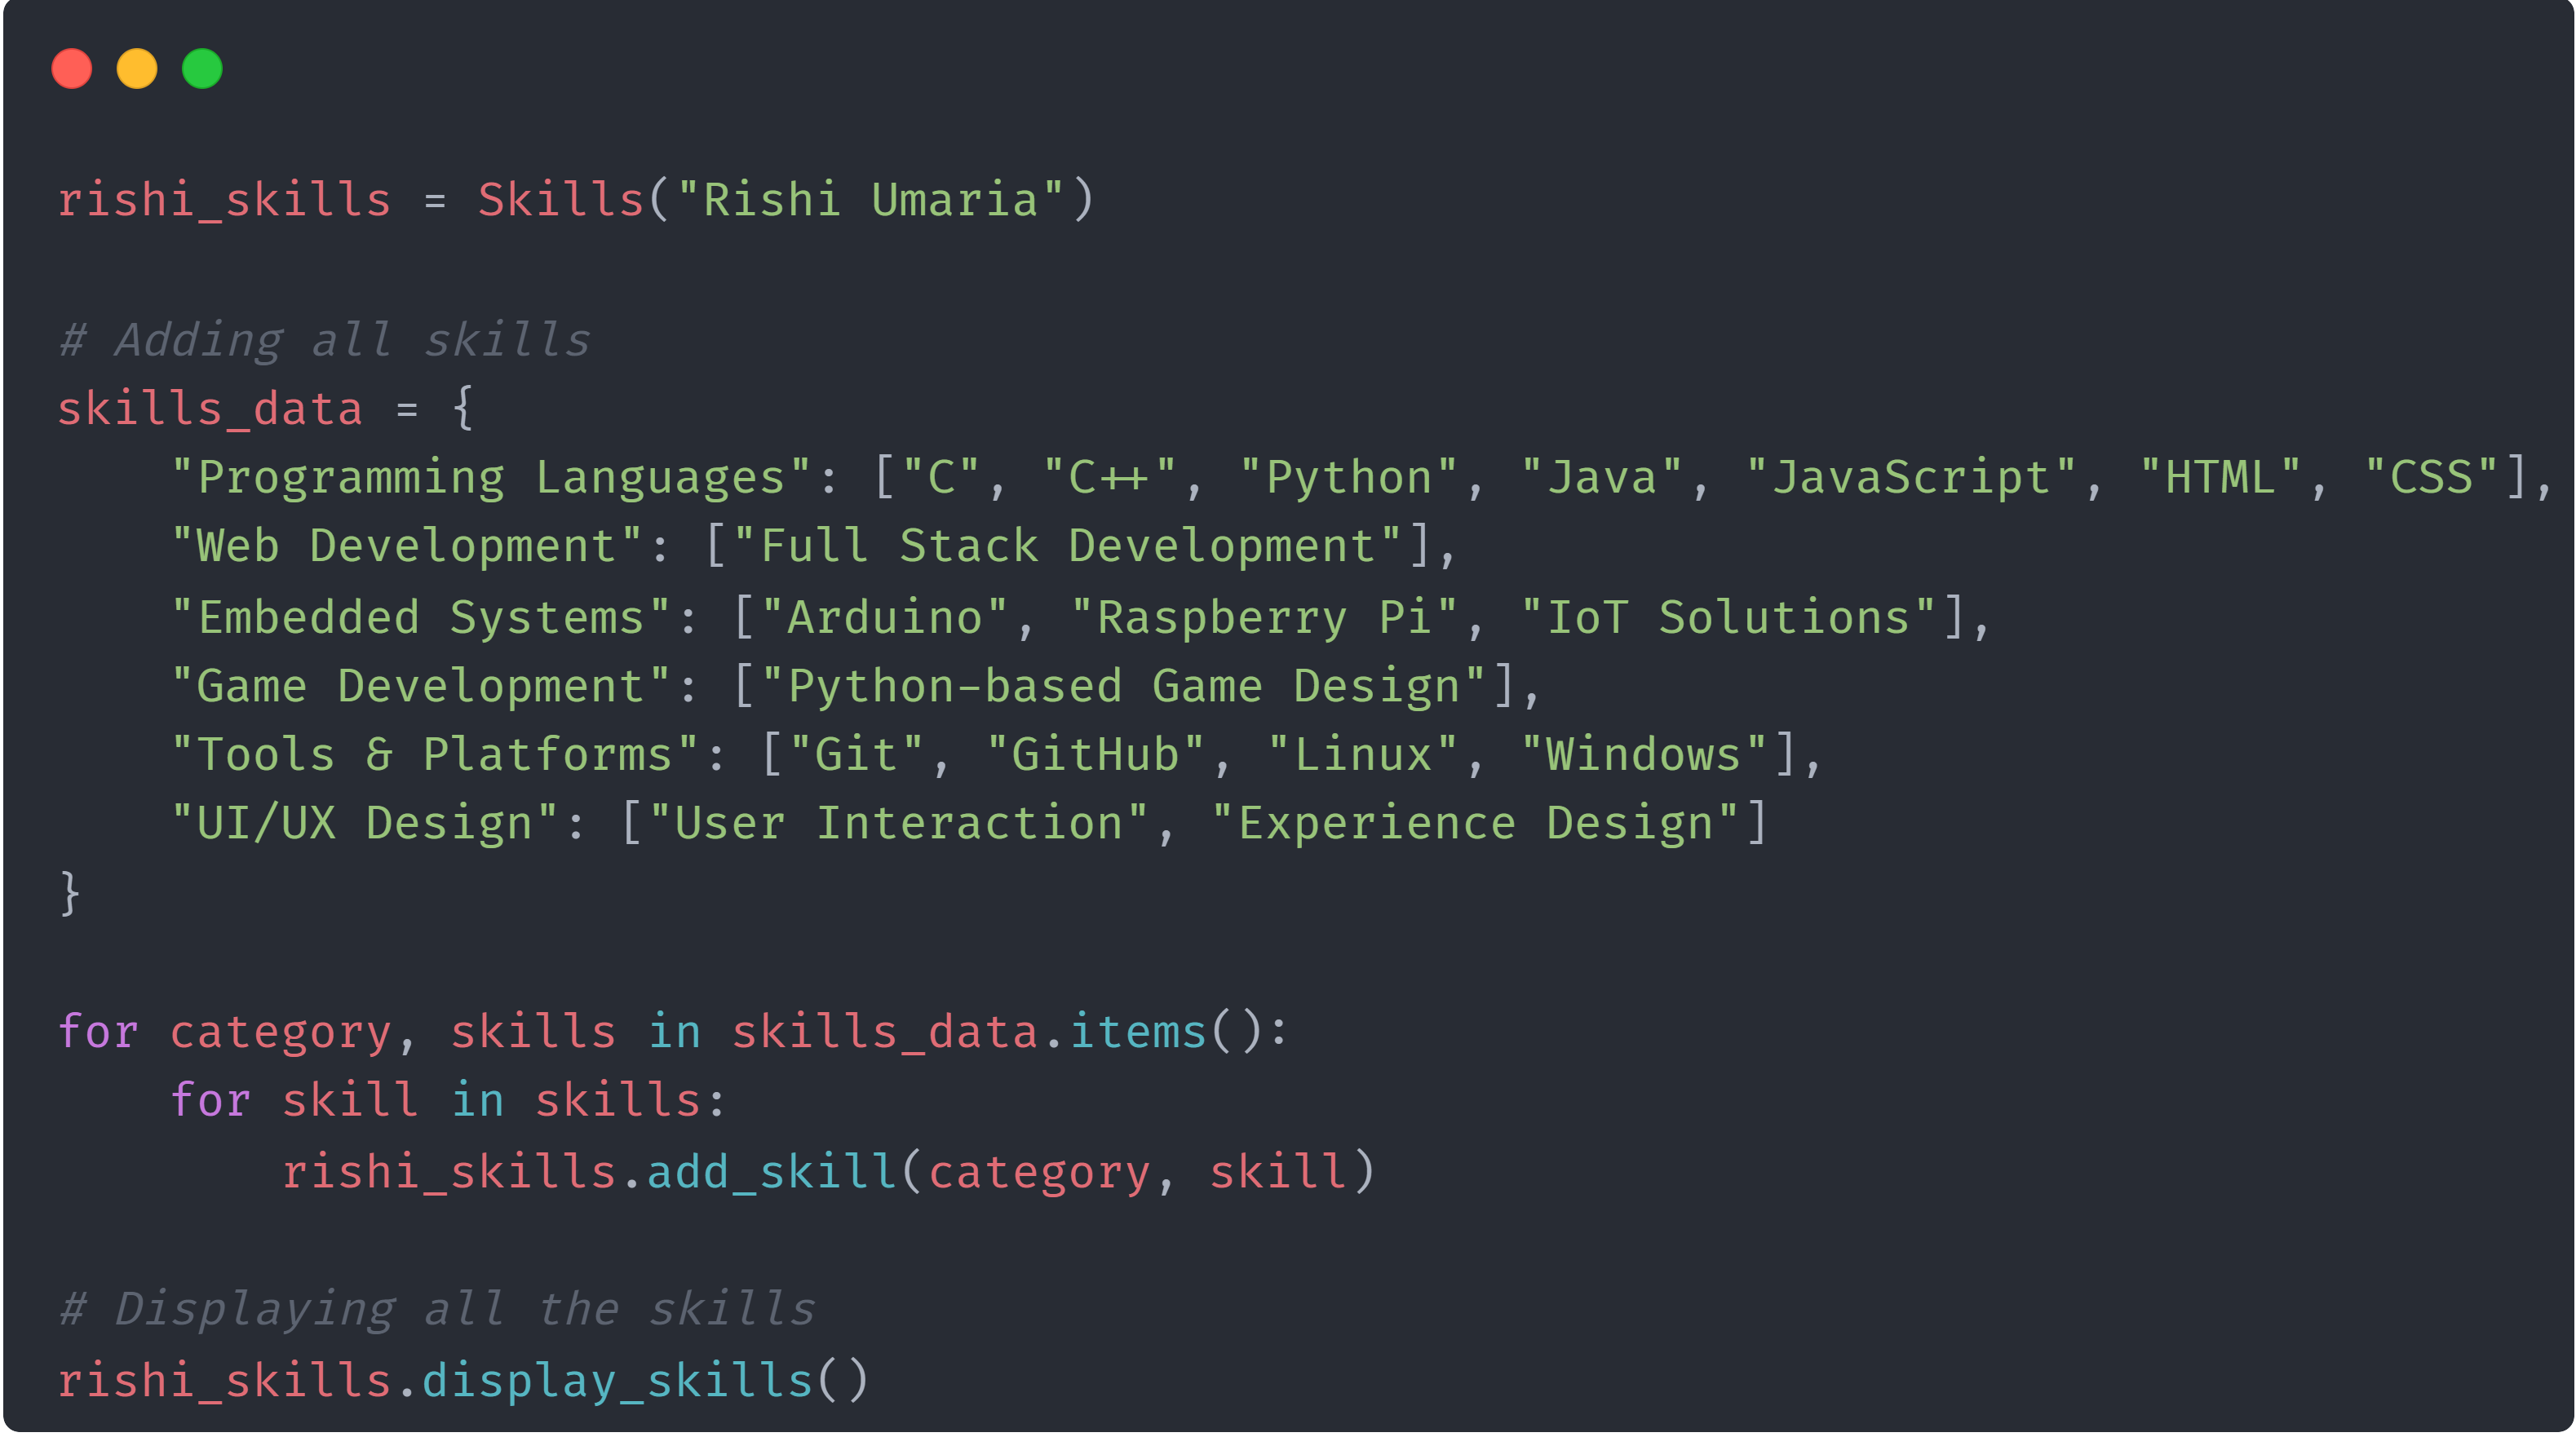 rishi_skills = Skills("Rishi Umaria")
# Adding all skills
skills_data = {
    "Programming Languages": ["C", "C++", "Python", "Java", "JavaScript", "HTML", "CSS"],
    "Web Development": ["Full Stack Development"],
    "Embedded Systems": ["Arduino", "Raspberry Pi", "IoT Solutions"],
    "Game Development": ["Python-based Game Design"],
    "Tools & Platforms": ["Git", "GitHub", "Linux", "Windows"],
    "UI/UX Design": ["User Interaction", "Experience Design"]
}
for category, skills in skills_data.items():
    for skill in skills:
        rishi_skills.add_skill(category, skill)
# Displaying all the skills
rishi_skills.display_skills()